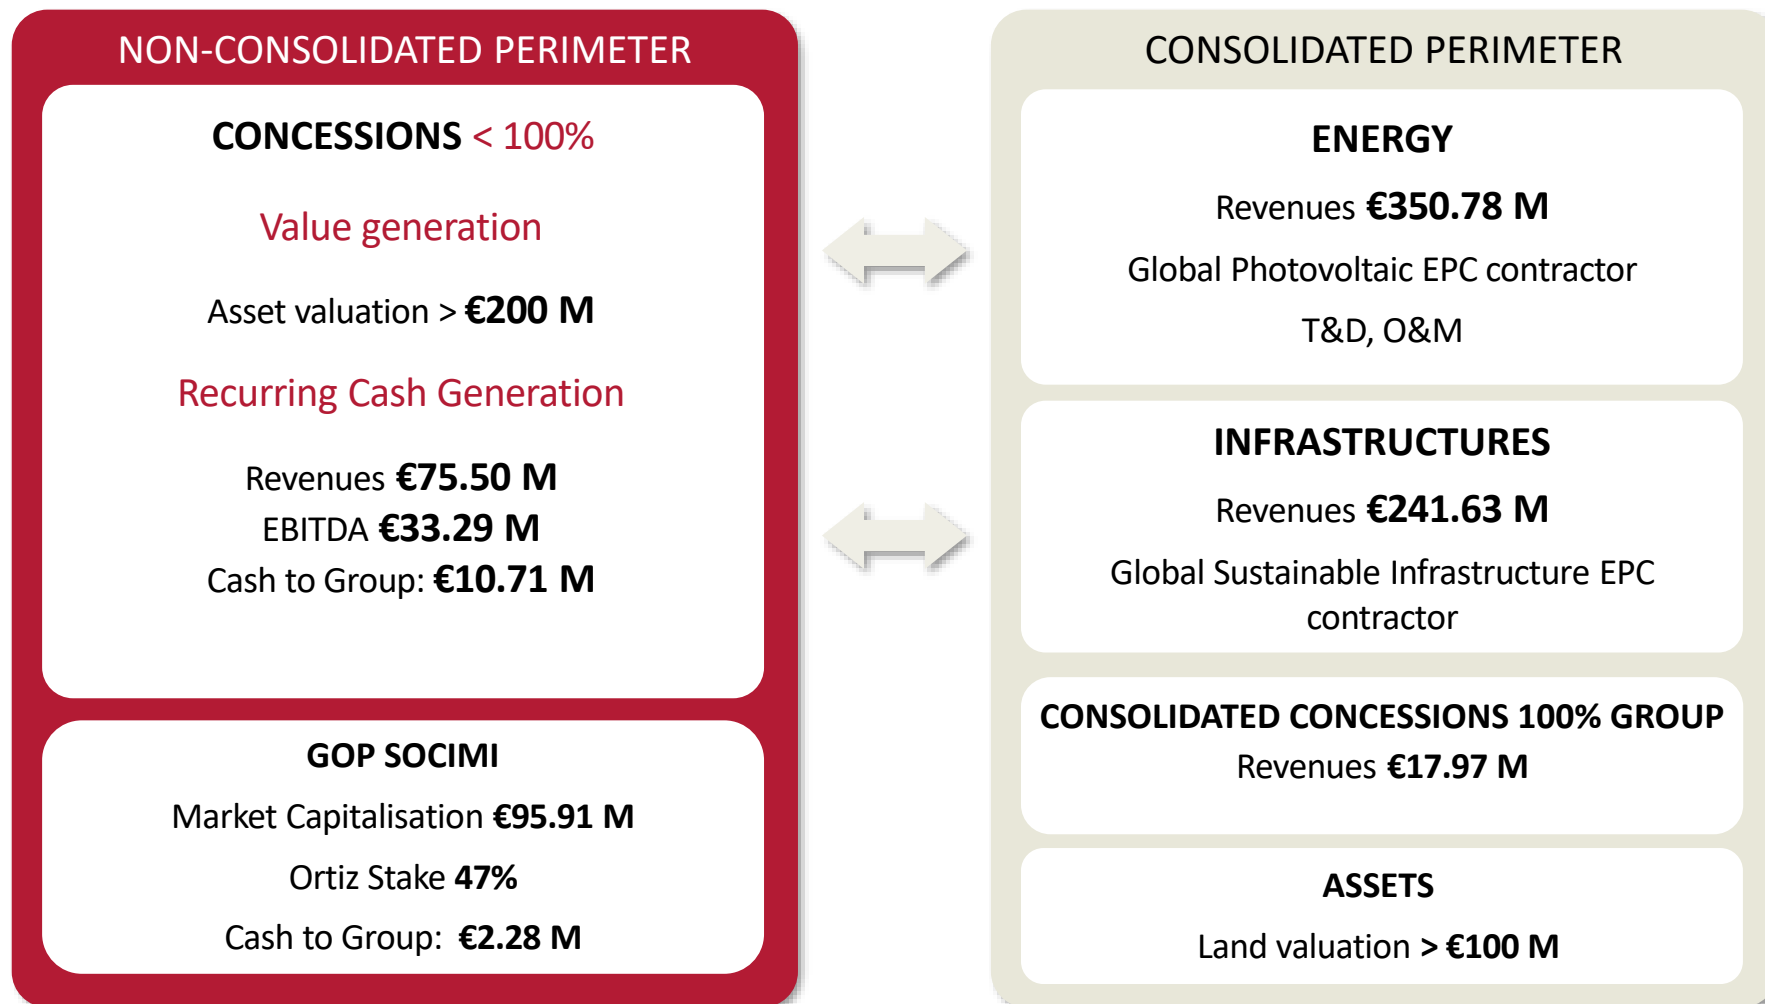 NON-CONSOLIDATED PERIMETER
CONCESSIONS < 100%
Value generation
Asset valuation > €200 M
Recurring Cash Generation
Revenues €75.50 M
EBITDA €33.29 M
Cash to Group: €10.71 M
GOP SOCIMI
Market Capitalisation €95.91 M
Ortiz Stake 47%
Cash to Group: €2.28 M
CONSOLIDATED PERIMETER
ENERGY
Revenues €350.78 M
Global Photovoltaic EPC contractor
T&D, O&M
INFRASTRUCTURES
Revenues €241.63 M
Global Sustainable Infrastructure EPC
contractor
CONSOLIDATED CONCESSIONS 100% GROUP
Revenues €17.97 M
ASSETS
Land valuation > €100 M